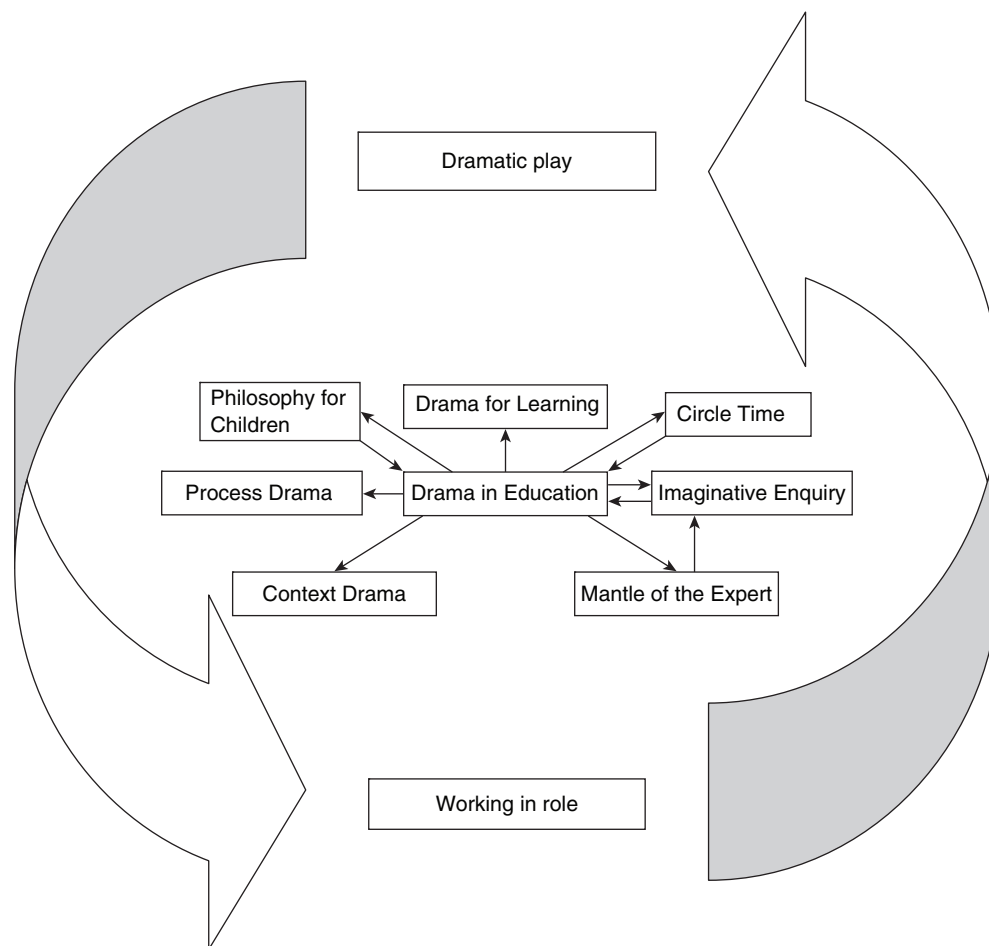 Dramatic play
Philosophy for
Children
Drama for Learning
Circle Time
Process Drama
Drama in Education
Imaginative Enquiry
Context Drama
Mantle of the Expert
Working in role